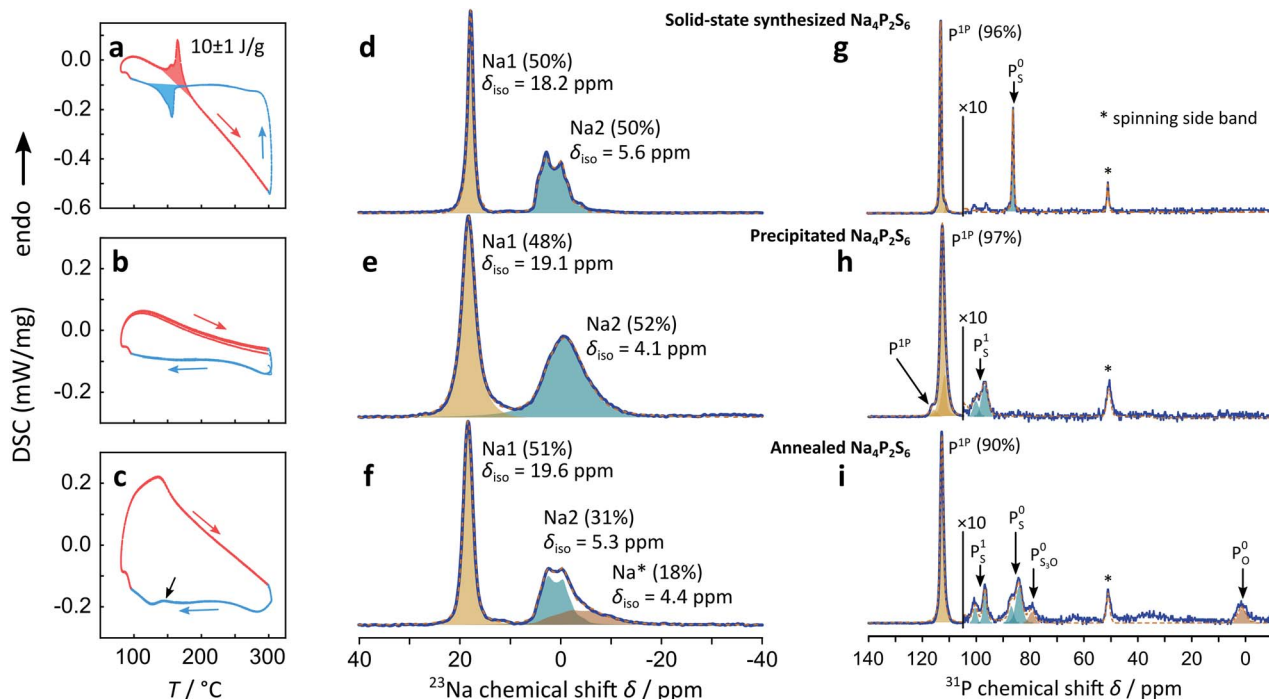 a
10±1 J/g
0.0
-0.2
-0.4
-0.6
b
0.2
0.0
-0.2
c
0.2
0.0
-0.2
100 200 300
T / °C
DSC (mW/mg)
endo
Solid-state synthesized Na₄P₂S₆
d
Na1 (50%)
δiso = 18.2 ppm
Na2 (50%)
δiso = 5.6 ppm
Precipitated Na₄P₂S₆
e
Na1 (48%)
δiso = 19.1 ppm
Na2 (52%)
δiso = 4.1 ppm
Annealed Na₄P₂S₆
f
Na1 (51%)
δiso = 19.6 ppm
Na2 (31%)
δiso = 5.3 ppm
Na* (18%)
δiso = 4.4 ppm
40 20 0 -20 -40
²³Na chemical shift δ / ppm
g
P¹ᴾ (96%)
×10
P⁰S
* spinning side band
*
h
P¹ᴾ (97%)
×10
P¹ᴾ
P¹S
*
i
P¹ᴾ (90%)
×10
P¹S
P⁰S
P⁰S₃O
*
P⁰O
140 120 100 80 60 40 20 0
³¹P chemical shift δ / ppm